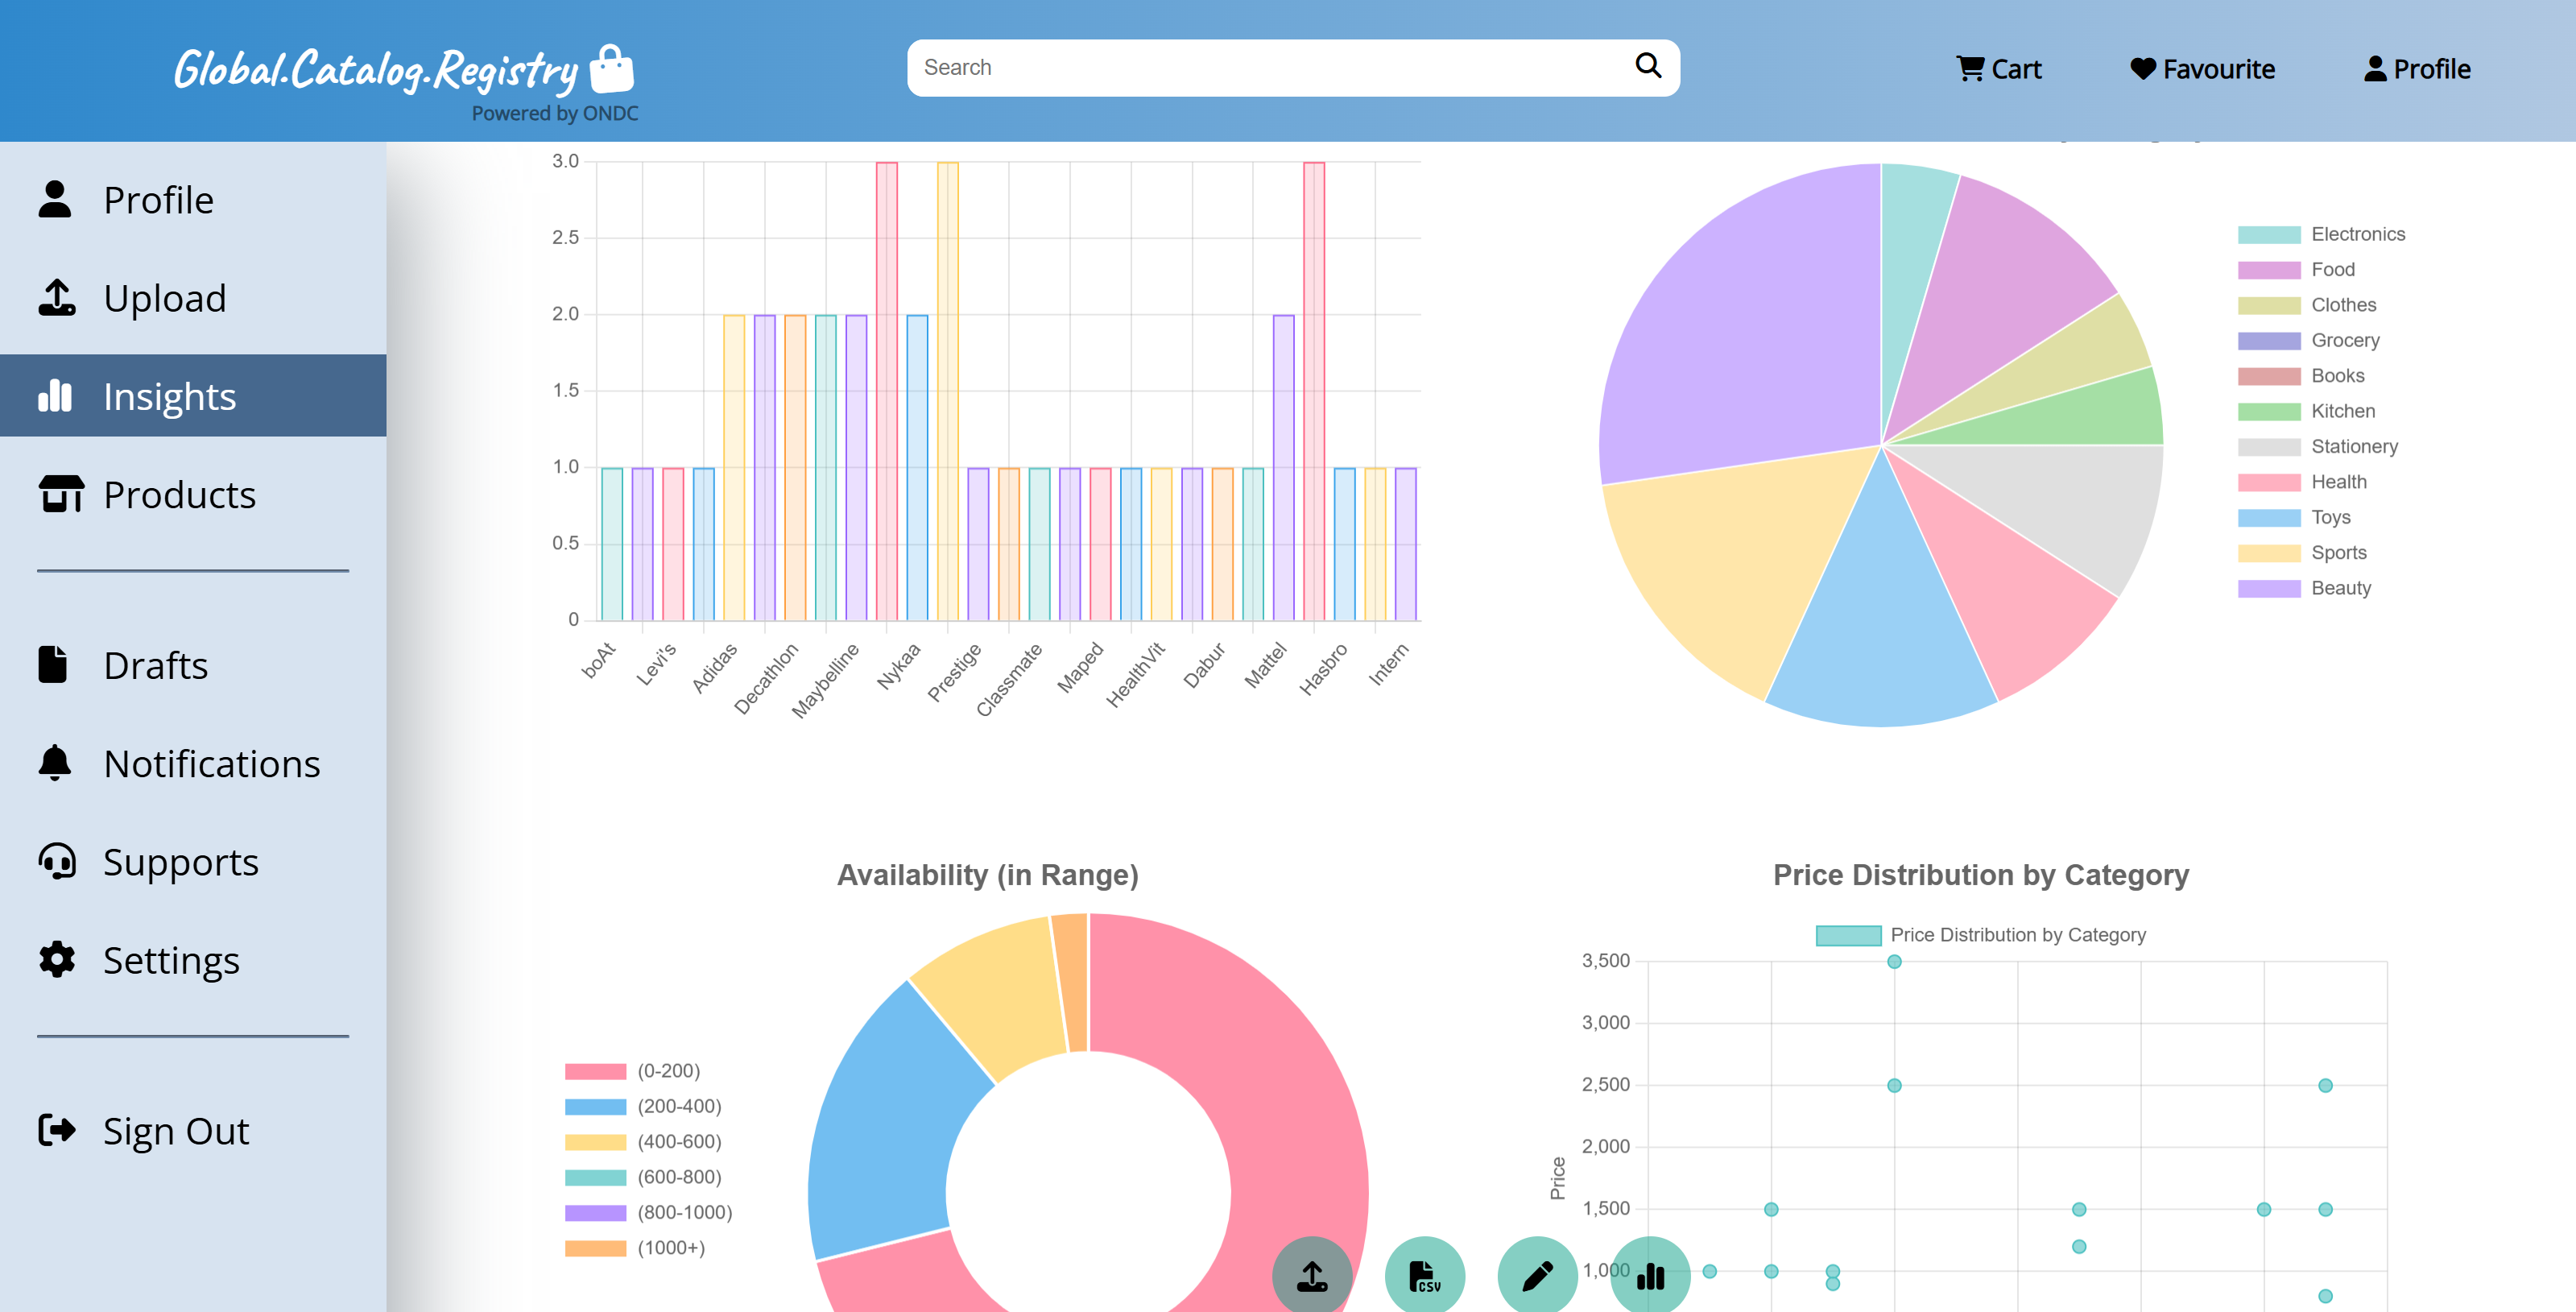 Global.Catalog.Registry
Powered by ONDC
Search
Cart
Favourite
Profile
Profile
Upload
Insights
Products
Drafts
Notifications
Supports
Settings
Sign Out
3.0
2.5
2.0
1.5
1.0
0.5
0
boAt
Levi's
Adidas
Decathlon
Maybelline
Nykaa
Prestige
Classmate
Maped
HealthVit
Dabur
Mattel
Hasbro
Intern
Electronics
Food
Clothes
Grocery
Books
Kitchen
Stationery
Health
Toys
Sports
Beauty
Availability (in Range)
(0-200)
(200-400)
(400-600)
(600-800)
(800-1000)
(1000+)
Price Distribution by Category
Price Distribution by Category
3,500
3,000
2,500
2,000
1,500
1,000
Price
CSV